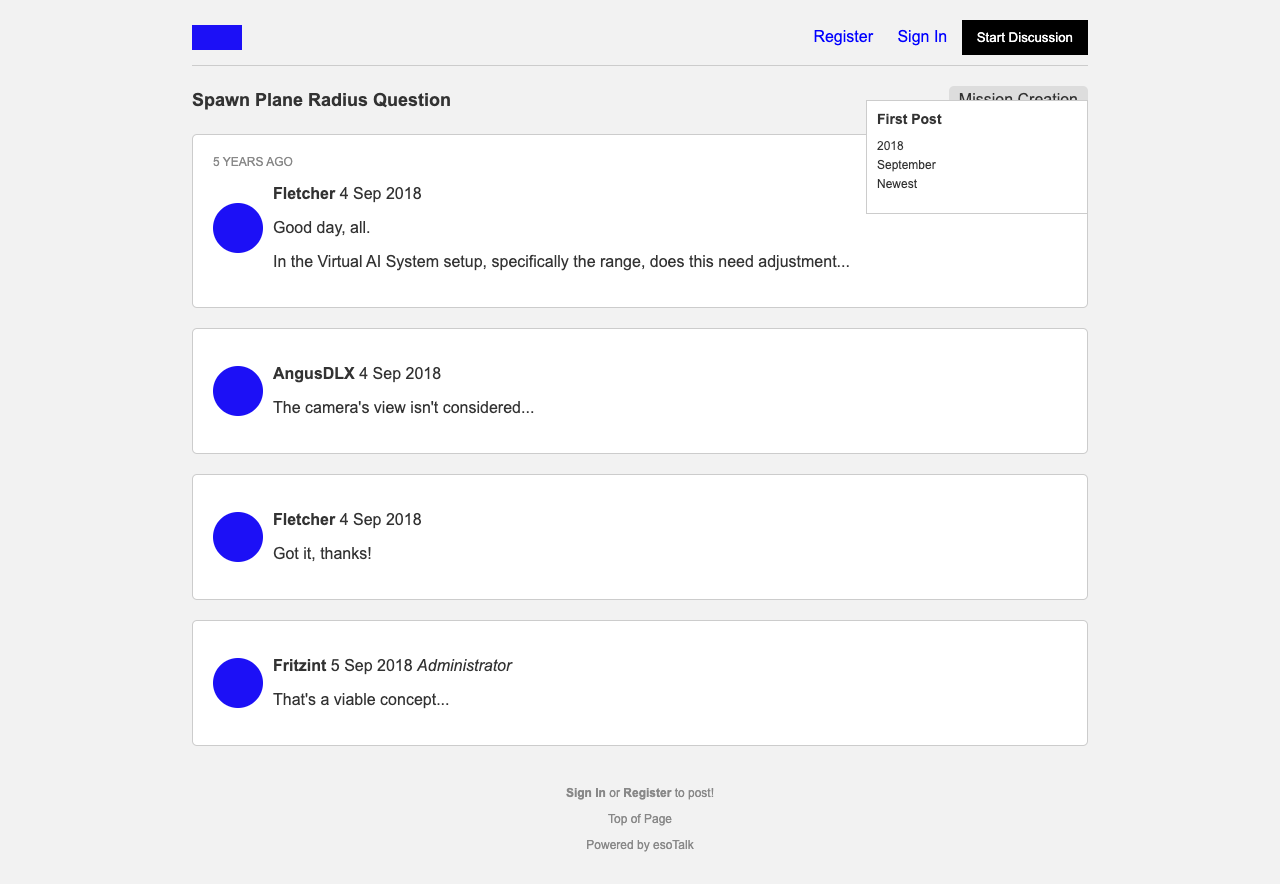 Register Sign In Start Discussion
Spawn Plane Radius Question
Mission Creation
First Post
2018
September
Newest
5 YEARS AGO
Fletcher 4 Sep 2018
Good day, all.
In the Virtual AI System setup, specifically the range, does this need adjustment...
AngusDLX 4 Sep 2018
The camera's view isn't considered...
Fletcher 4 Sep 2018
Got it, thanks!
Fritzint 5 Sep 2018 Administrator
That's a viable concept...
Sign In or Register to post!
Top of Page
Powered by esoTalk